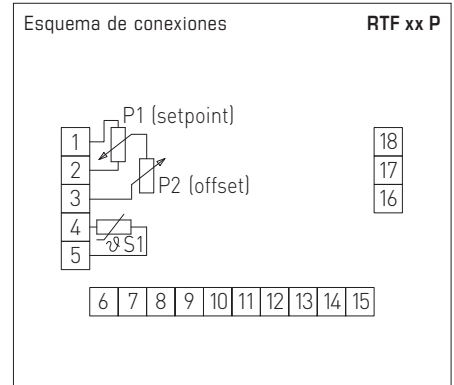 Esquema de conexiones RTF xx P
P1 (setpoint)
1
2
3
P2 (offset)
4
5
ϑ S1
18
17
16
6 7 8 9 10 11 12 13 14 15